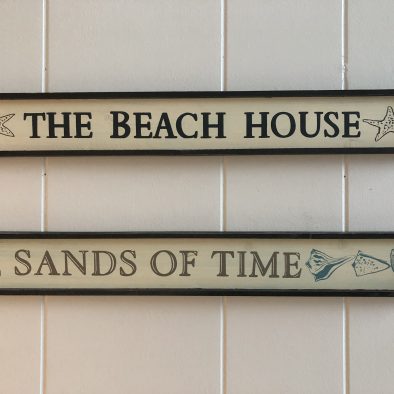 THE BEACH HOUSE
SANDS OF TIME